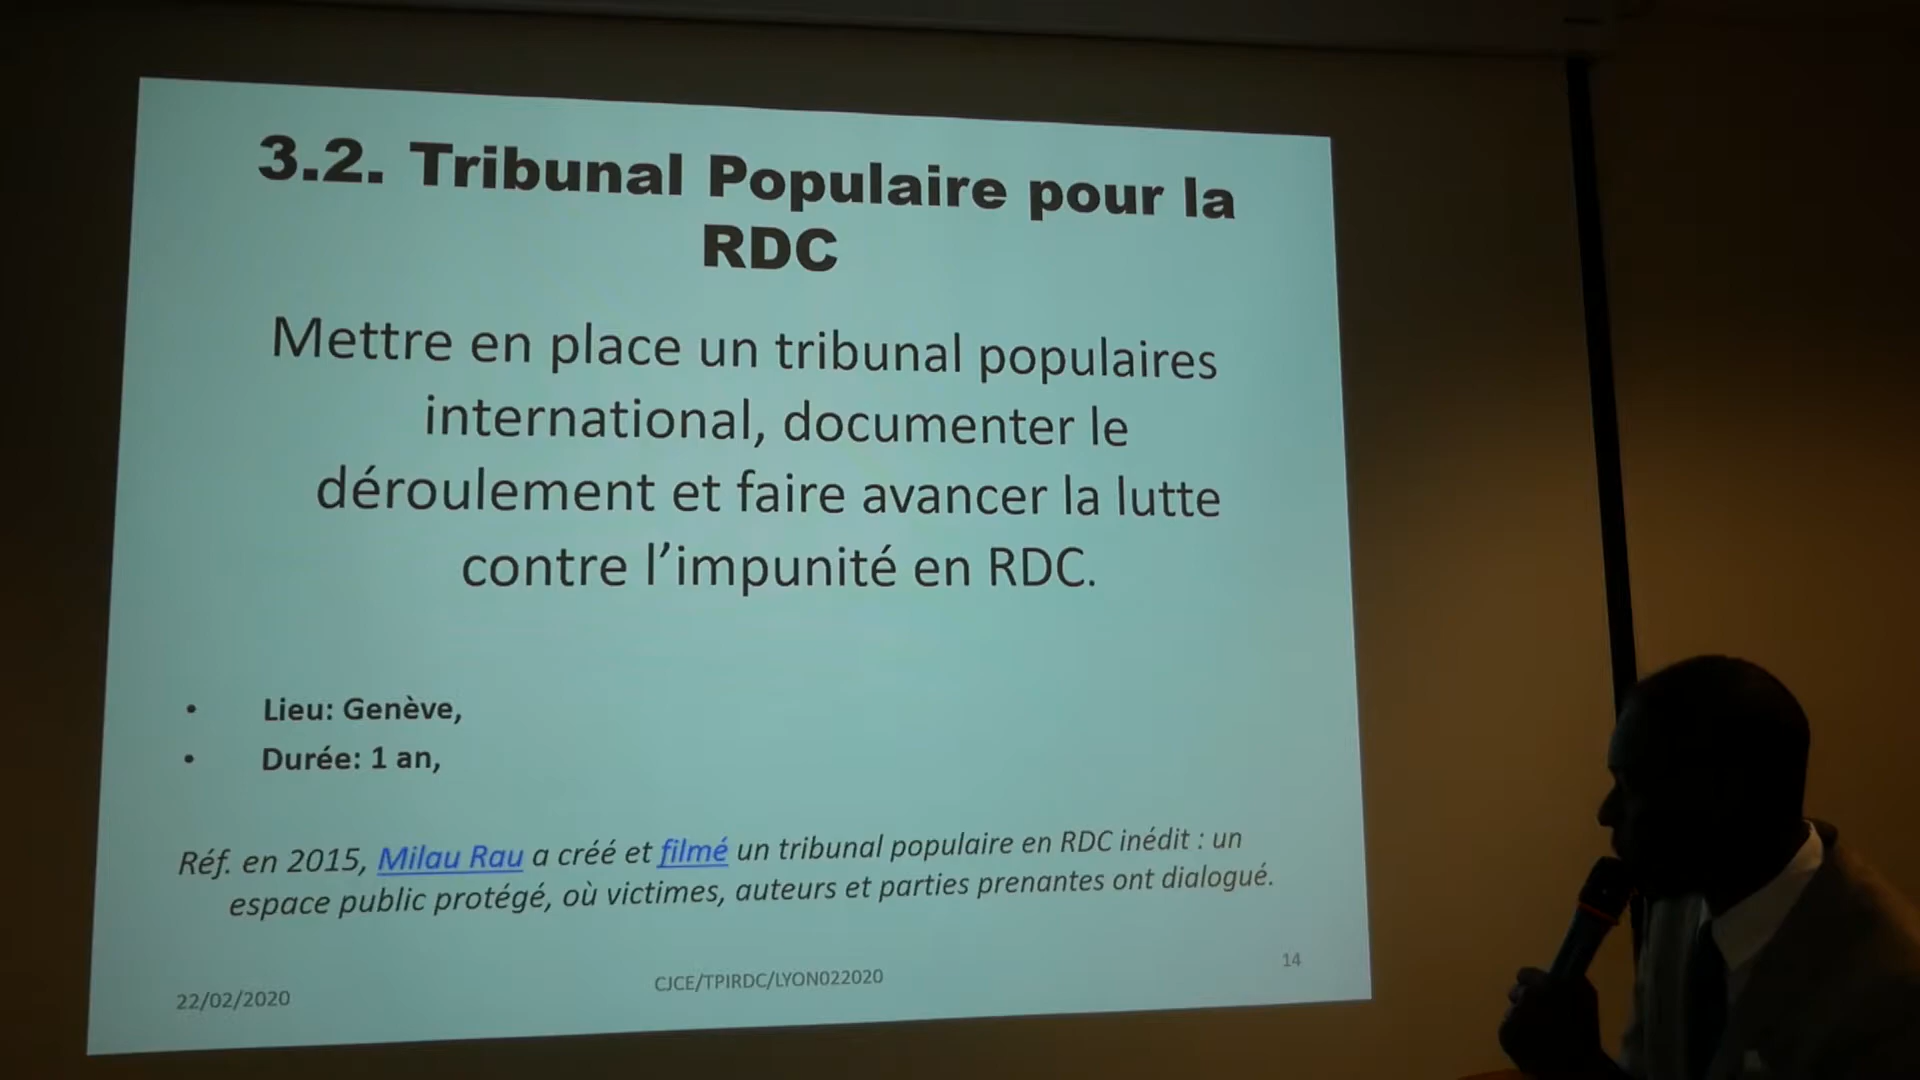 3.2. Tribunal Populaire pour la
RDC
Mettre en place un tribunal populaires
international, documenter le
déroulement et faire avancer la lutte
contre l’impunité en RDC.
• Lieu: Genève,
• Durée: 1 an,
Réf. en 2015, Milau Rau a créé et filmé un tribunal populaire en RDC inédit : un
espace public protégé, où victimes, auteurs et parties prenantes ont dialogué.
22/02/2020
CJCE/TPIRDC/LYON022020
14